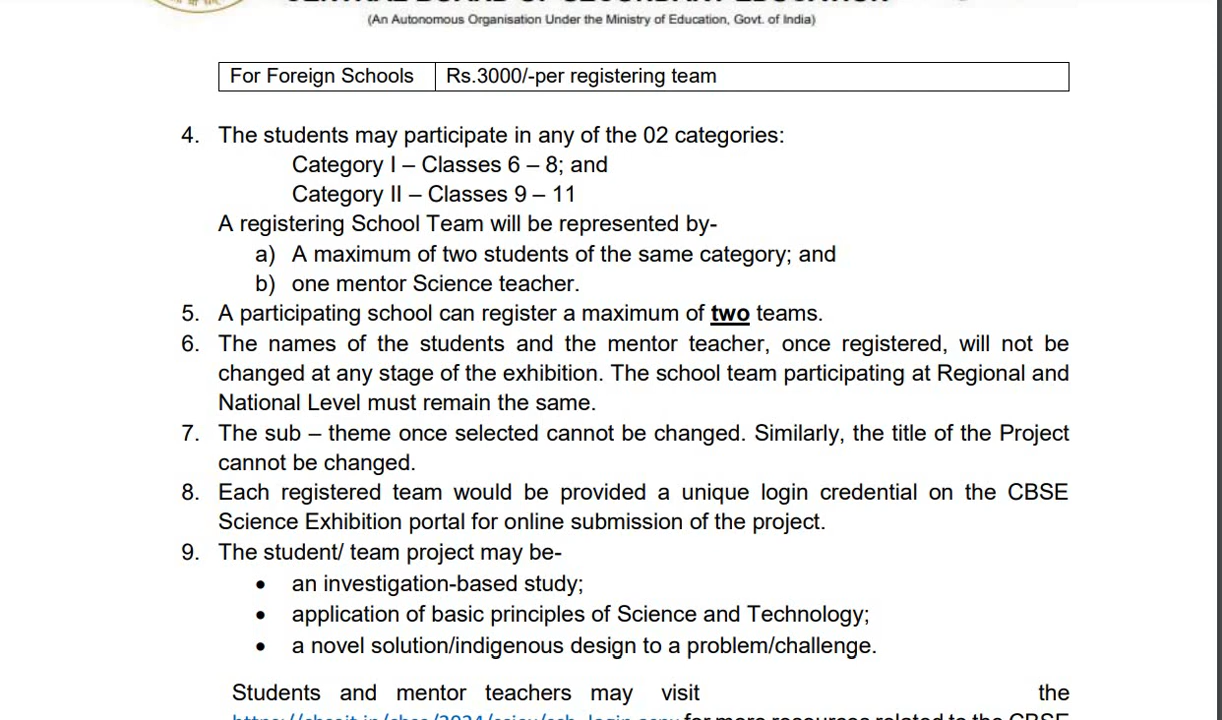 (An Autonomous Organisation Under the Ministry of Education, Govt. of India)
For Foreign Schools Rs.3000/-per registering team
4. The students may participate in any of the 02 categories:
Category I – Classes 6 – 8; and
Category II – Classes 9 – 11
A registering School Team will be represented by-
a) A maximum of two students of the same category; and
b) one mentor Science teacher.
5. A participating school can register a maximum of two teams.
6. The names of the students and the mentor teacher, once registered, will not be
changed at any stage of the exhibition. The school team participating at Regional and
National Level must remain the same.
7. The sub – theme once selected cannot be changed. Similarly, the title of the Project
cannot be changed.
8. Each registered team would be provided a unique login credential on the CBSE
Science Exhibition portal for online submission of the project.
9. The student/ team project may be-
• an investigation-based study;
• application of basic principles of Science and Technology;
• a novel solution/indigenous design to a problem/challenge.
Students and mentor teachers may visit the
for more resources related to the CBSE